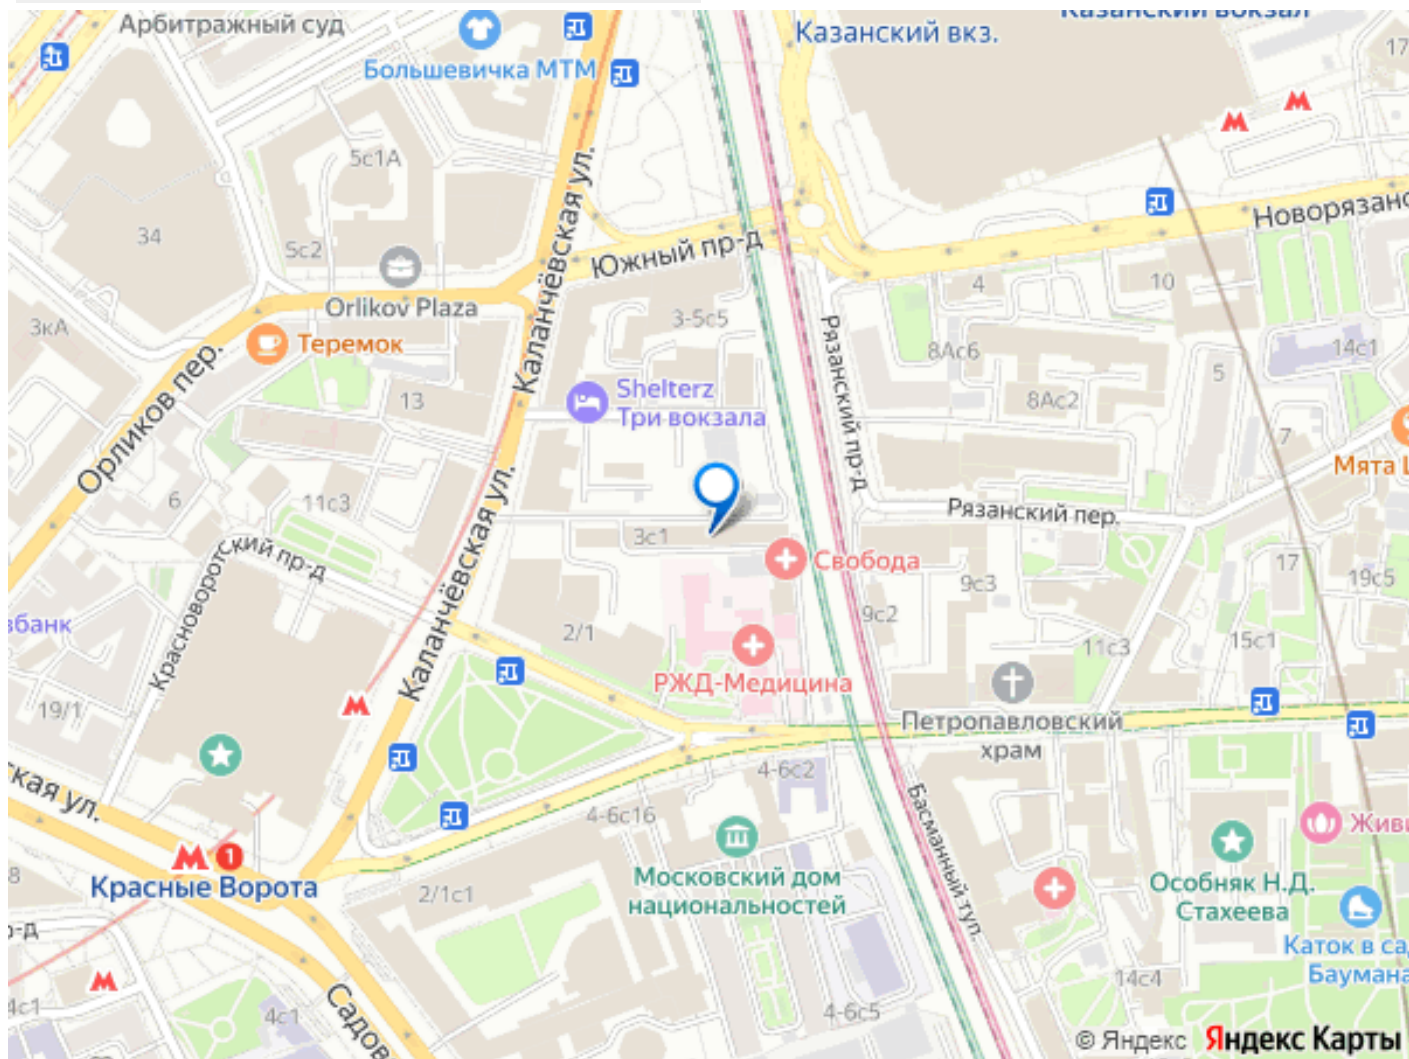 Арбитражный суд
Казанский вокзал
Казанский вкз.
17
Большевичка МТМ
5с1А
34
5с2
Каланчёвская ул.
Южный пр-д
Новорязанс
4
10
Orlikov Plaza
3кА
Теремок
3-5с5
Рязанский пр-д
8Ас6
14с1
5
Орликов пер.
13
Shelterz
Три вокзала
8Ас2
7
Мята L
6
11с3
Каланчёвская ул.
3с1
Рязанский пер.
Красноворотский пр-д
Свобода
9с3
17
19с5
збанк
2/1
9с2
11с3
15с1
РЖД-Медицина
19/1
Петропавловский
храм
ская ул.
4-6с2
4-6с16
Басманный туп.
Живи
8
1
Красные Ворота
2/1с1
Московский дом
национальностей
Особняк Н.Д.
Стахеева
Каток в са
Баумана
-д
4с1
4с1
Садов
4-6с5
14с4
© Яндекс Яндекс Карты